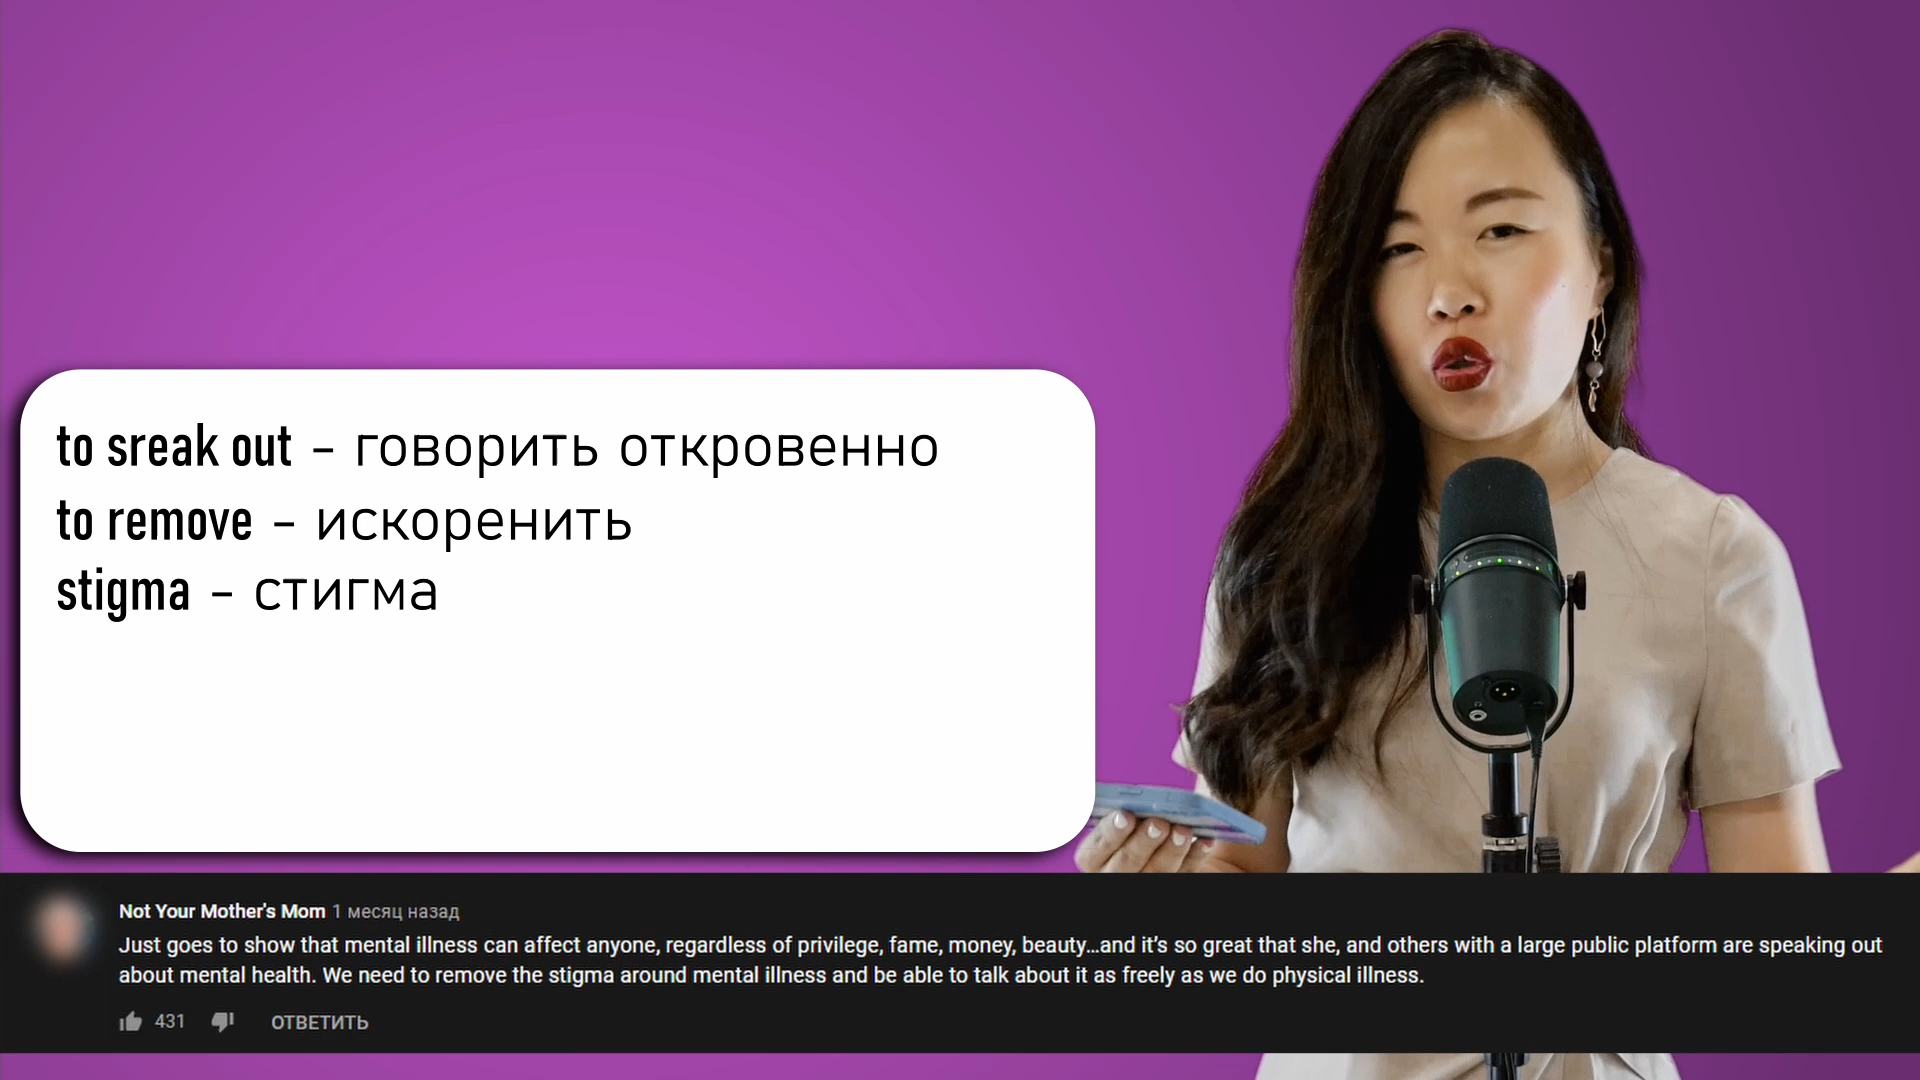 to sreak out – говорить откровенно
to remove – искоренить
stigma – стигма
Not Your Mother's Mom 1 месяц назад
Just goes to show that mental illness can affect anyone, regardless of privilege, fame, money, beauty...and it's so great that she, and others with a large public platform are speaking out
about mental health. We need to remove the stigma around mental illness and be able to talk about it as freely as we do physical illness.
431 ОТВЕТИТЬ